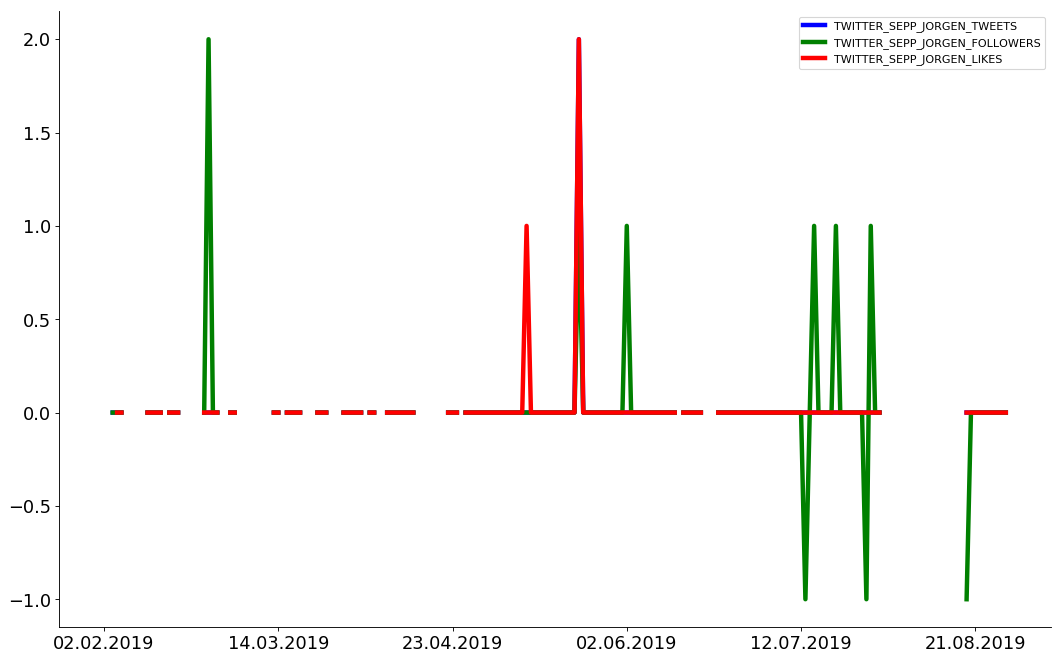 TWITTER_SEPP_JORGEN_TWEETS
TWITTER_SEPP_JORGEN_FOLLOWERS
TWITTER_SEPP_JORGEN_LIKES
2.0
1.5
1.0
0.5
0.0
−0.5
−1.0
02.02.2019 14.03.2019 23.04.2019 02.06.2019 12.07.2019 21.08.2019